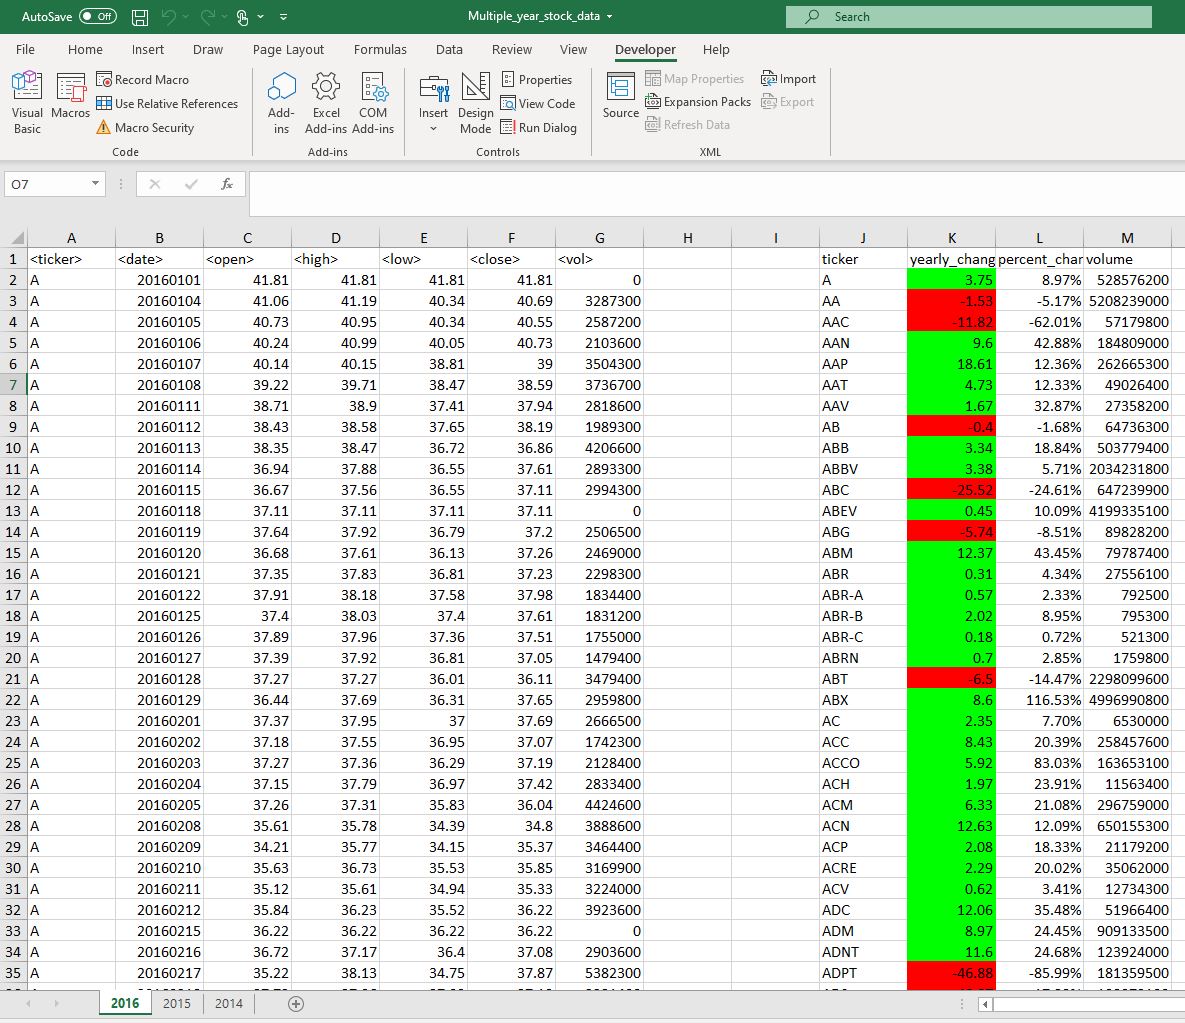 AutoSave Off Multiple_year_stock_data Search
File Home Insert Draw Page Layout Formulas Data Review View Developer Help
Visual Basic
Macros
Record Macro
Use Relative References
Macro Security
Code
Add-ins
Excel Add-ins
COM Add-ins
Add-ins
Insert
Design Mode
Properties
View Code
Run Dialog
Controls
Source
Map Properties
Expansion Packs
Refresh Data
Import
Export
XML
O7 fx
A B C D E F G H I J K L M
1 <ticker> <date> <open> <high> <low> <close> <vol> ticker yearly_chang percent_char volume
2 A 20160101 41.81 41.81 41.81 41.81 0 A 3.75 8.97% 528576200
3 A 20160104 41.06 41.19 40.34 40.69 3287300 AA -1.53 -5.17% 5208239000
4 A 20160105 40.73 40.95 40.34 40.55 2587200 AAC -11.82 -62.01% 57179800
5 A 20160106 40.24 40.99 40.05 40.73 2103600 AAN 9.6 42.88% 184809000
6 A 20160107 40.14 40.15 38.81 39 3504300 AAP 18.61 12.36% 262665300
7 A 20160108 39.22 39.71 38.47 38.59 3736700 AAT 4.73 12.33% 49026400
8 A 20160111 38.71 38.9 37.41 37.94 2818600 AAV 1.67 32.87% 27358200
9 A 20160112 38.43 38.58 37.65 38.19 1989300 AB -0.4 -1.68% 64736300
10 A 20160113 38.35 38.47 36.72 36.86 4206600 ABB 3.34 18.84% 503779400
11 A 20160114 36.94 37.88 36.55 37.61 2893300 ABBV 3.38 5.71% 2034231800
12 A 20160115 36.67 37.56 36.55 37.11 2994300 ABC -25.52 -24.61% 647239900
13 A 20160118 37.11 37.11 37.11 37.11 0 ABEV 0.45 10.09% 4199335100
14 A 20160119 37.64 37.92 36.79 37.2 2506500 ABG -5.74 -8.51% 89828200
15 A 20160120 36.68 37.61 36.13 37.26 2469000 ABM 12.37 43.45% 79787400
16 A 20160121 37.35 37.83 36.81 37.23 2298300 ABR 0.31 4.34% 27556100
17 A 20160122 37.91 38.18 37.58 37.98 1834400 ABR-A 0.57 2.33% 792500
18 A 20160125 37.4 38.03 37.4 37.61 1831200 ABR-B 2.02 8.95% 795300
19 A 20160126 37.89 37.96 37.36 37.51 1755000 ABR-C 0.18 0.72% 521300
20 A 20160127 37.39 37.92 36.81 37.05 1479400 ABRN 0.7 2.85% 1759800
21 A 20160128 37.27 37.27 36.01 36.11 3479400 ABT -6.5 -14.47% 2298099600
22 A 20160129 36.44 37.69 36.31 37.65 2959800 ABX 8.6 116.53% 4996990800
23 A 20160201 37.37 37.95 37 37.69 2666500 AC 2.35 7.70% 6530000
24 A 20160202 37.18 37.55 36.95 37.07 1742300 ACC 8.43 20.39% 258457600
25 A 20160203 37.27 37.36 36.29 37.19 2128400 ACCO 5.92 83.03% 163653100
26 A 20160204 37.15 37.79 36.97 37.42 2833400 ACH 1.97 23.91% 11563400
27 A 20160205 37.26 37.31 35.83 36.04 4424600 ACM 6.33 21.08% 296759000
28 A 20160208 35.61 35.78 34.39 34.8 3888600 ACN 12.63 12.09% 650155300
29 A 20160209 34.21 35.77 34.15 35.37 3464400 ACP 2.08 18.33% 21179200
30 A 20160210 35.63 36.73 35.53 35.85 3169900 ACRE 2.29 20.02% 35062000
31 A 20160211 35.12 35.61 34.94 35.33 3224000 ACV 0.62 3.41% 12734300
32 A 20160212 35.84 36.23 35.52 36.22 3923600 ADC 12.06 35.48% 51966400
33 A 20160215 36.22 36.22 36.22 36.22 0 ADM 8.97 24.45% 909133500
34 A 20160216 36.72 37.17 36.4 37.08 2903600 ADNT 11.6 24.68% 123924000
35 A 20160217 35.22 38.13 34.75 37.87 5382300 ADPT -46.88 -85.99% 181359500
2016 2015 2014